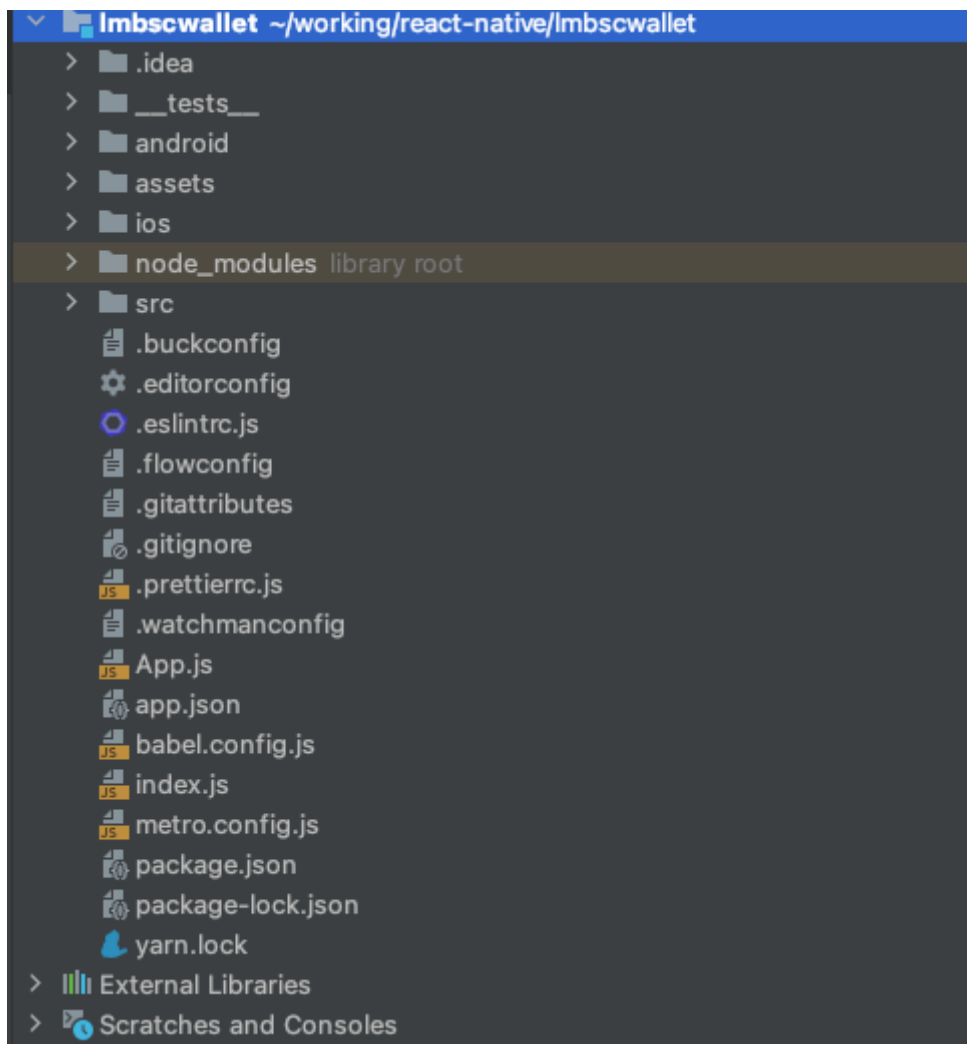 lmbscwallet ~/working/react-native/lmbscwallet
.idea
__tests__
android
assets
ios
node_modules library root
src
.buckconfig
.editorconfig
.eslintrc.js
.flowconfig
.gitattributes
.gitignore
.prettierrc.js
.watchmanconfig
App.js
app.json
babel.config.js
index.js
metro.config.js
package.json
package-lock.json
yarn.lock
External Libraries
Scratches and Consoles